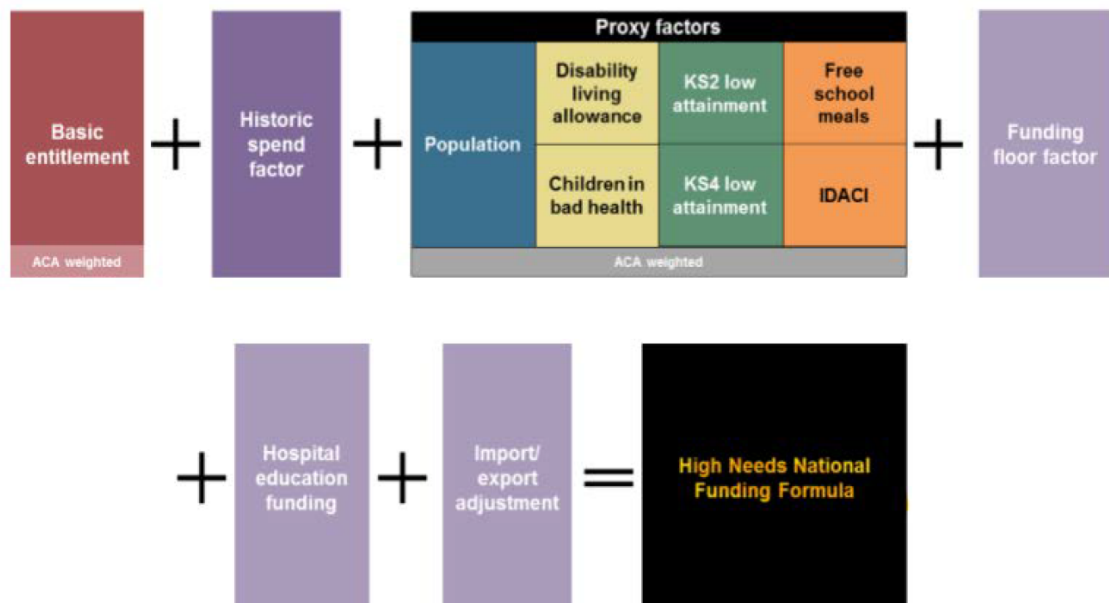 Proxy factors
Basic
entitlement
ACA weighted
Historic
spend
factor
Population
Disability
living
allowance
KS2 low
attainment
Free
school
meals
Children in
bad health
KS4 low
attainment
IDACI
ACA weighted
Funding
floor factor
Hospital
education
funding
Import/
export
adjustment
High Needs National
Funding Formula